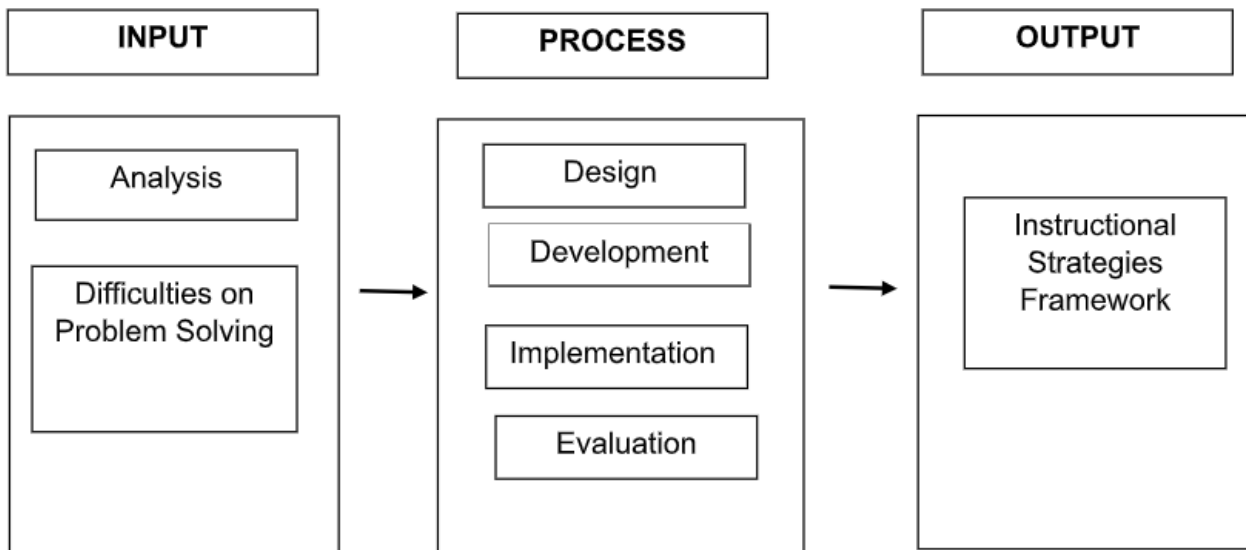 INPUT
PROCESS
OUTPUT
Analysis
Difficulties on
Problem Solving
Design
Development
Implementation
Evaluation
Instructional
Strategies
Framework